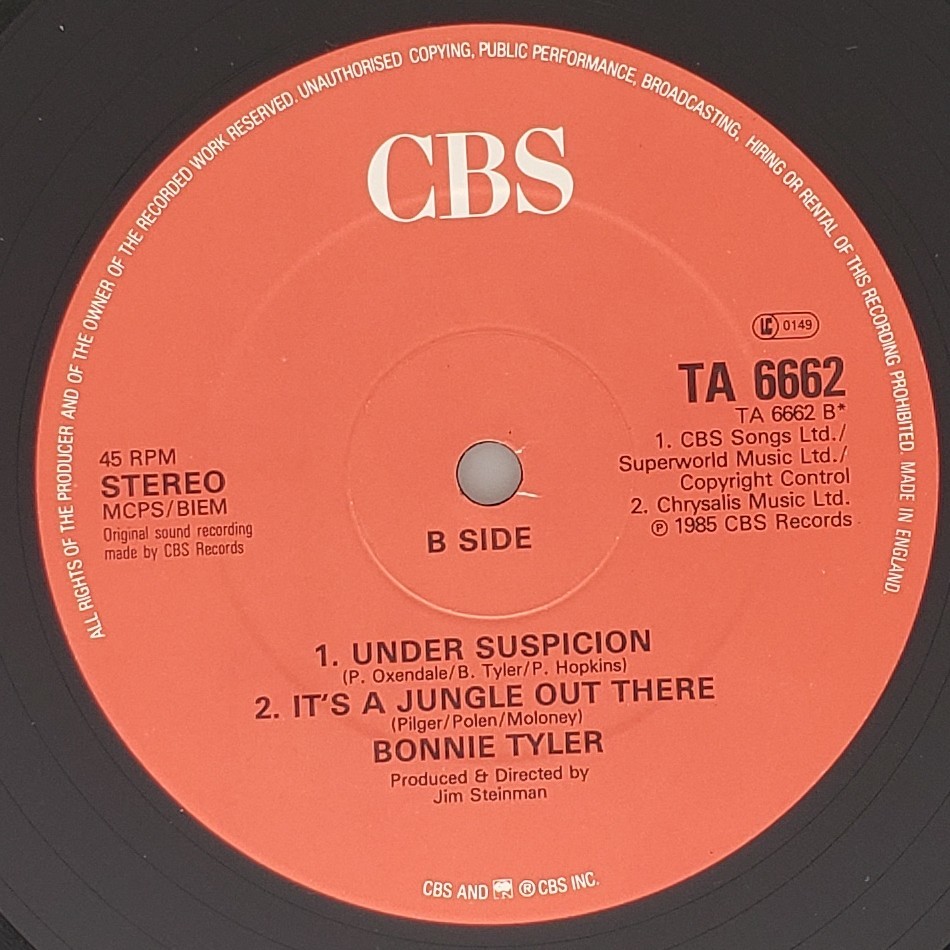 ALL RIGHTS OF THE PRODUCER AND OF THE OWNER OF THE RECORDED WORK RESERVED. UNAUTHORISED COPYING, PUBLIC PERFORMANCE, BROADCASTING, HIRING OR RENTAL OF THIS RECORDING PROHIBITED. MADE IN ENGLAND.
CBS
LC 0149
TA 6662
TA 6662 B*
1. CBS Songs Ltd./
Superworld Music Ltd./
Copyright Control
2. Chrysalis Music Ltd.
℗ 1985 CBS Records
45 RPM
STEREO
MCPS/BIEM
Original sound recording
made by CBS Records
B SIDE
1. UNDER SUSPICION
(P. Oxendale/B. Tyler/P. Hopkins)
2. IT'S A JUNGLE OUT THERE
(Pilger/Polen/Moloney)
BONNIE TYLER
Produced & Directed by
Jim Steinman
CBS AND ® CBS INC.